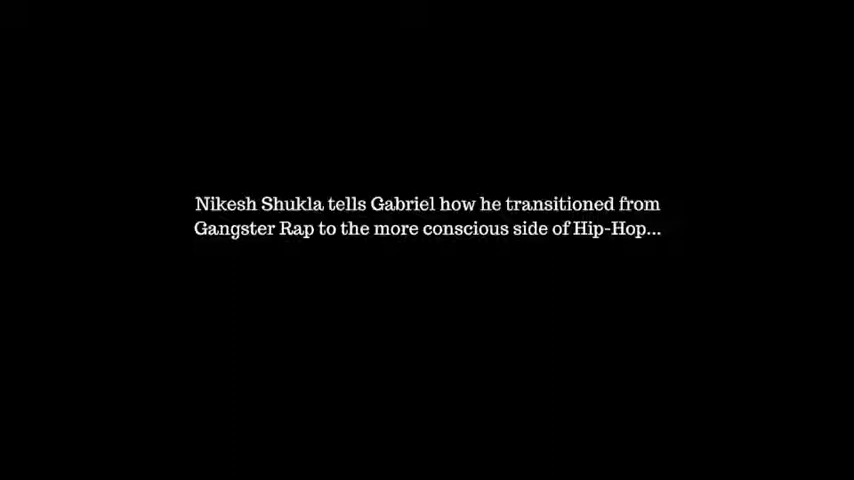 Nikesh Shukla tells Gabriel how he transitioned from
Gangster Rap to the more conscious side of Hip-Hop...